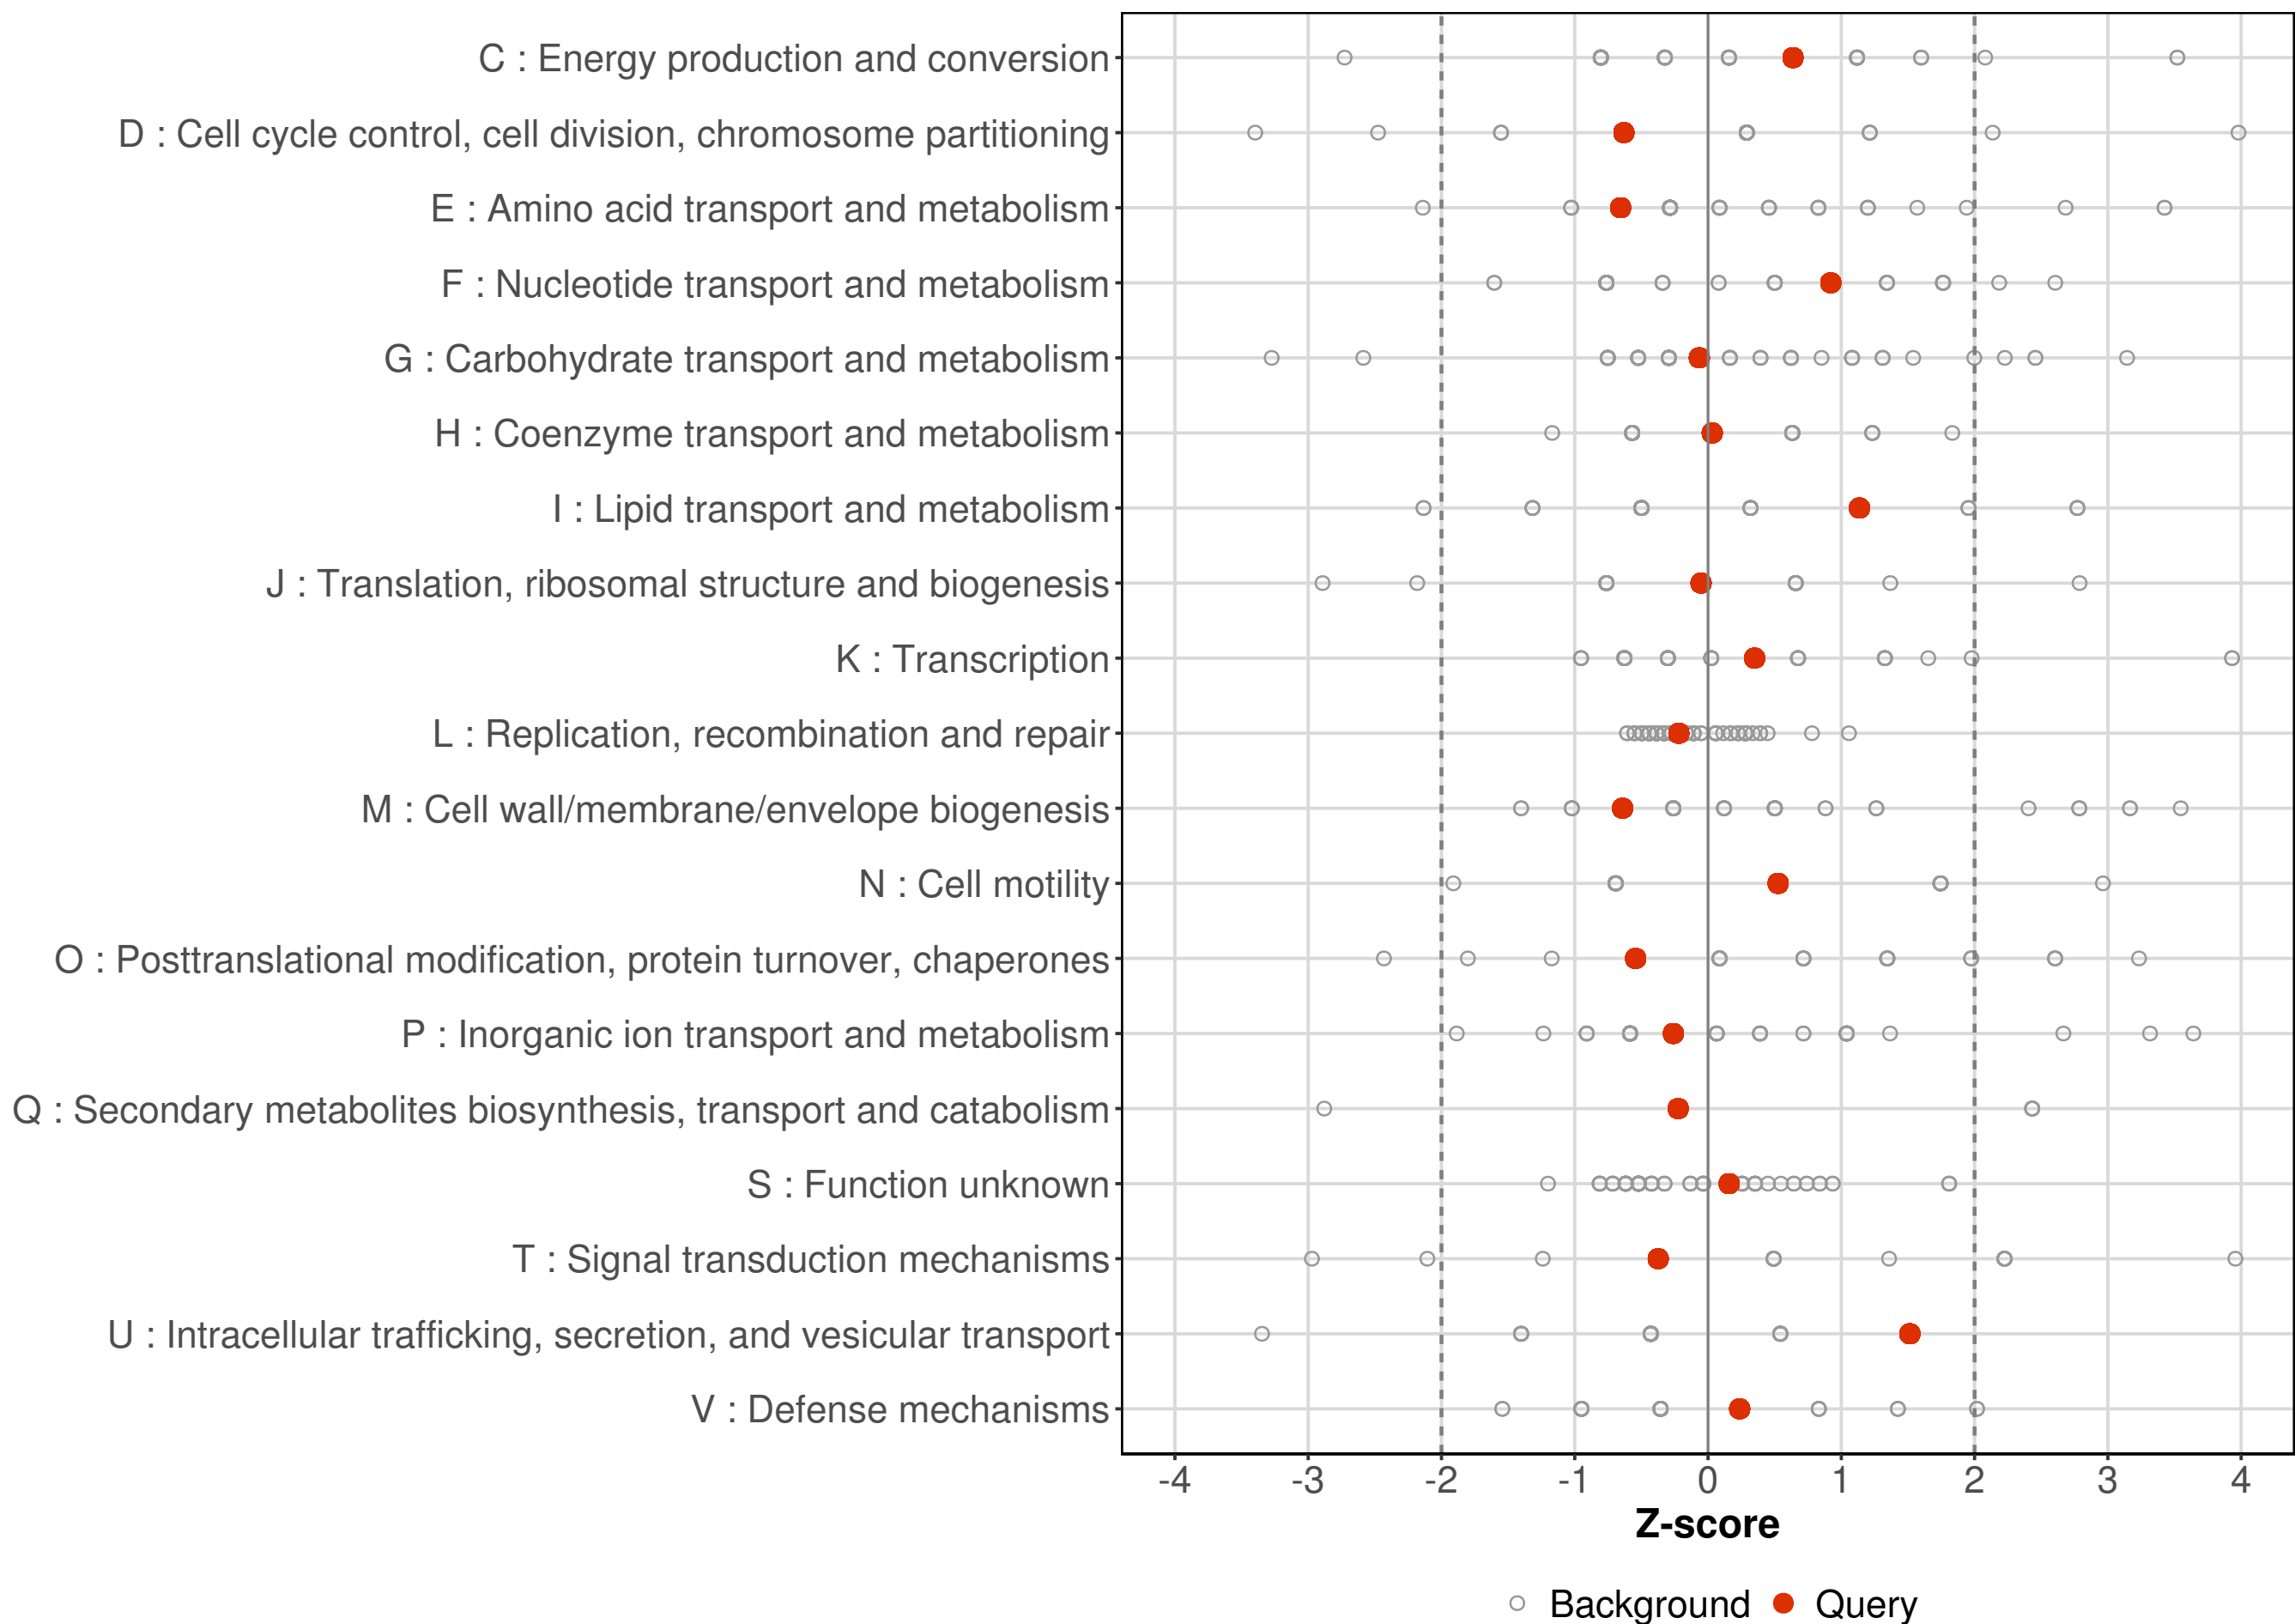 C : Energy production and conversion
D : Cell cycle control, cell division, chromosome partitioning
E : Amino acid transport and metabolism
F : Nucleotide transport and metabolism
G : Carbohydrate transport and metabolism
H : Coenzyme transport and metabolism
I : Lipid transport and metabolism
J : Translation, ribosomal structure and biogenesis
K : Transcription
L : Replication, recombination and repair
M : Cell wall/membrane/envelope biogenesis
N : Cell motility
O : Posttranslational modification, protein turnover, chaperones
P : Inorganic ion transport and metabolism
Q : Secondary metabolites biosynthesis, transport and catabolism
S : Function unknown
T : Signal transduction mechanisms
U : Intracellular trafficking, secretion, and vesicular transport
V : Defense mechanisms
-4 -3 -2 -1 0 1 2 3 4
Z-score
Background Query